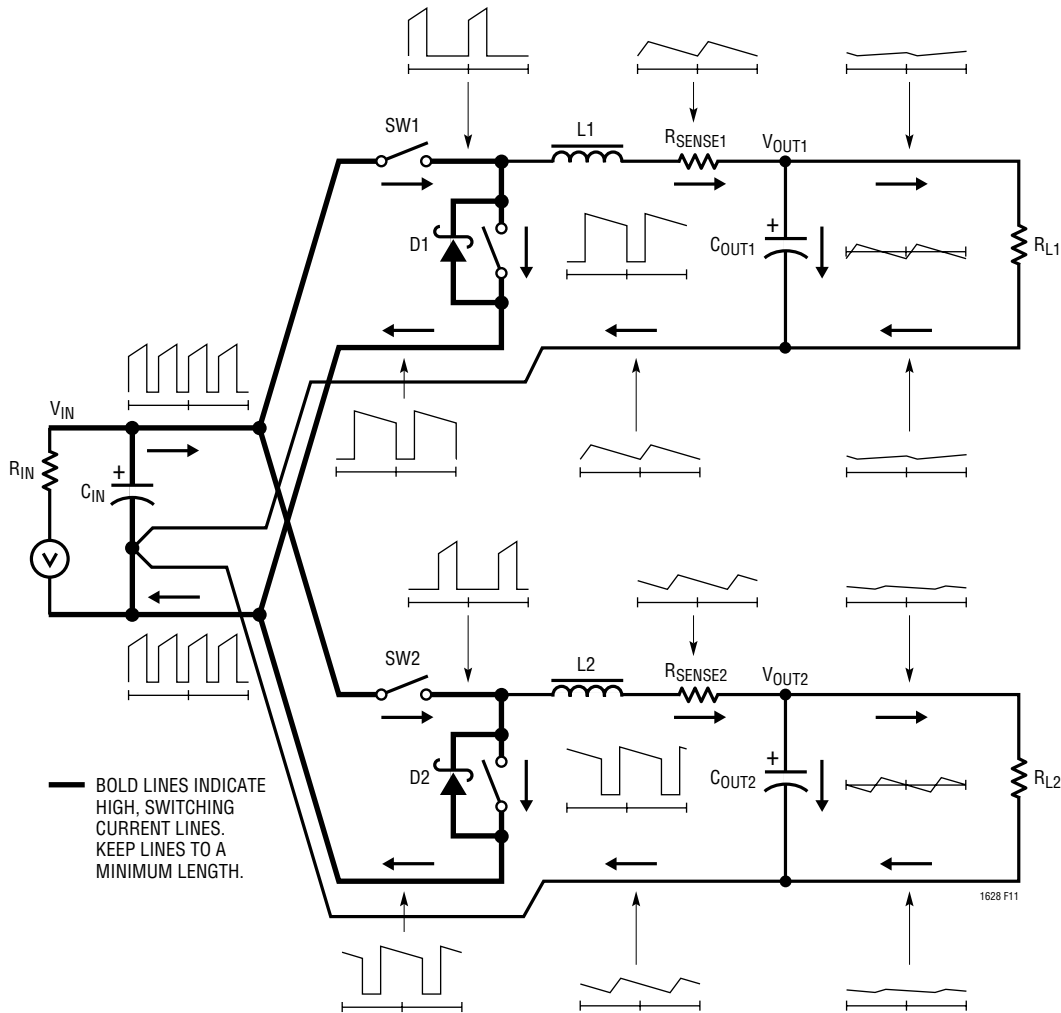 SW1
L1
RSENSE1
VOUT1
D1
COUT1
+
RL1
VIN
RIN
CIN
+
V
SW2
L2
RSENSE2
VOUT2
D2
COUT2
+
RL2
BOLD LINES INDICATE
HIGH, SWITCHING
CURRENT LINES.
KEEP LINES TO A
MINIMUM LENGTH.
1628 F11